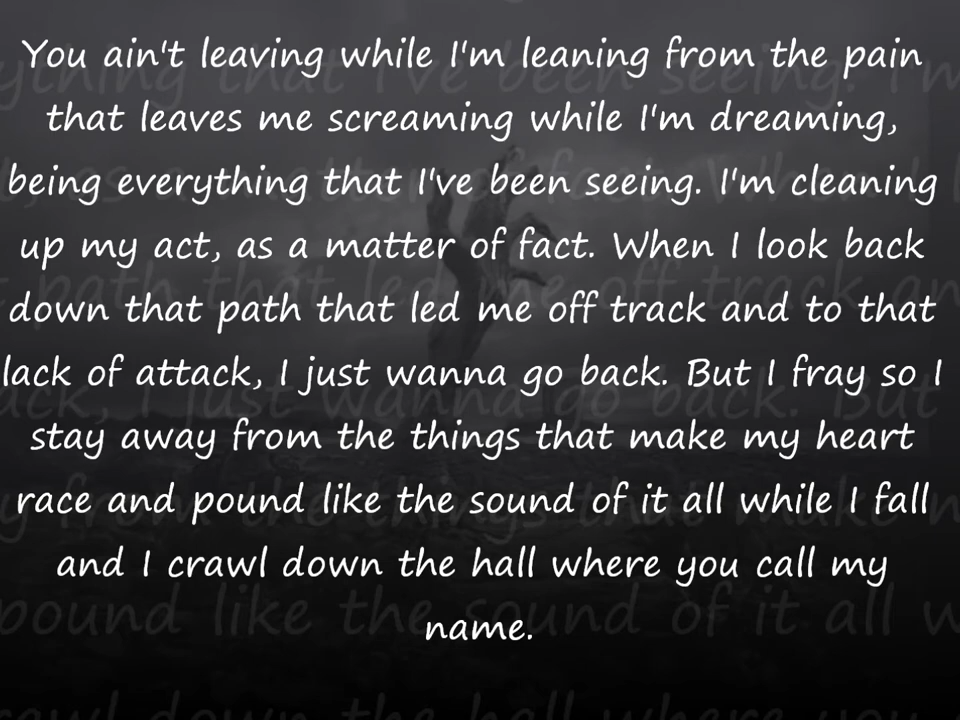 You ain't leaving while I'm leaning from the pain
that leaves me screaming while I'm dreaming,
being everything that I've been seeing. I'm cleaning
up my act, as a matter of fact. When I look back
down that path that led me off track and to that
lack of attack, I just wanna go back. But I fray so I
stay away from the things that make my heart
race and pound like the sound of it all while I fall
and I crawl down the hall where you call my
name.